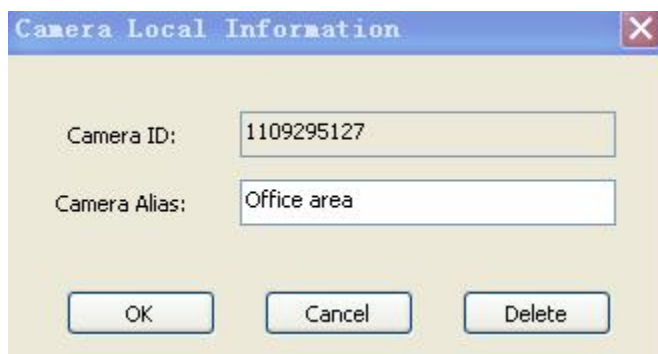 Camera Local Information
Camera ID: 1109295127
Camera Alias: Office area
OK Cancel Delete